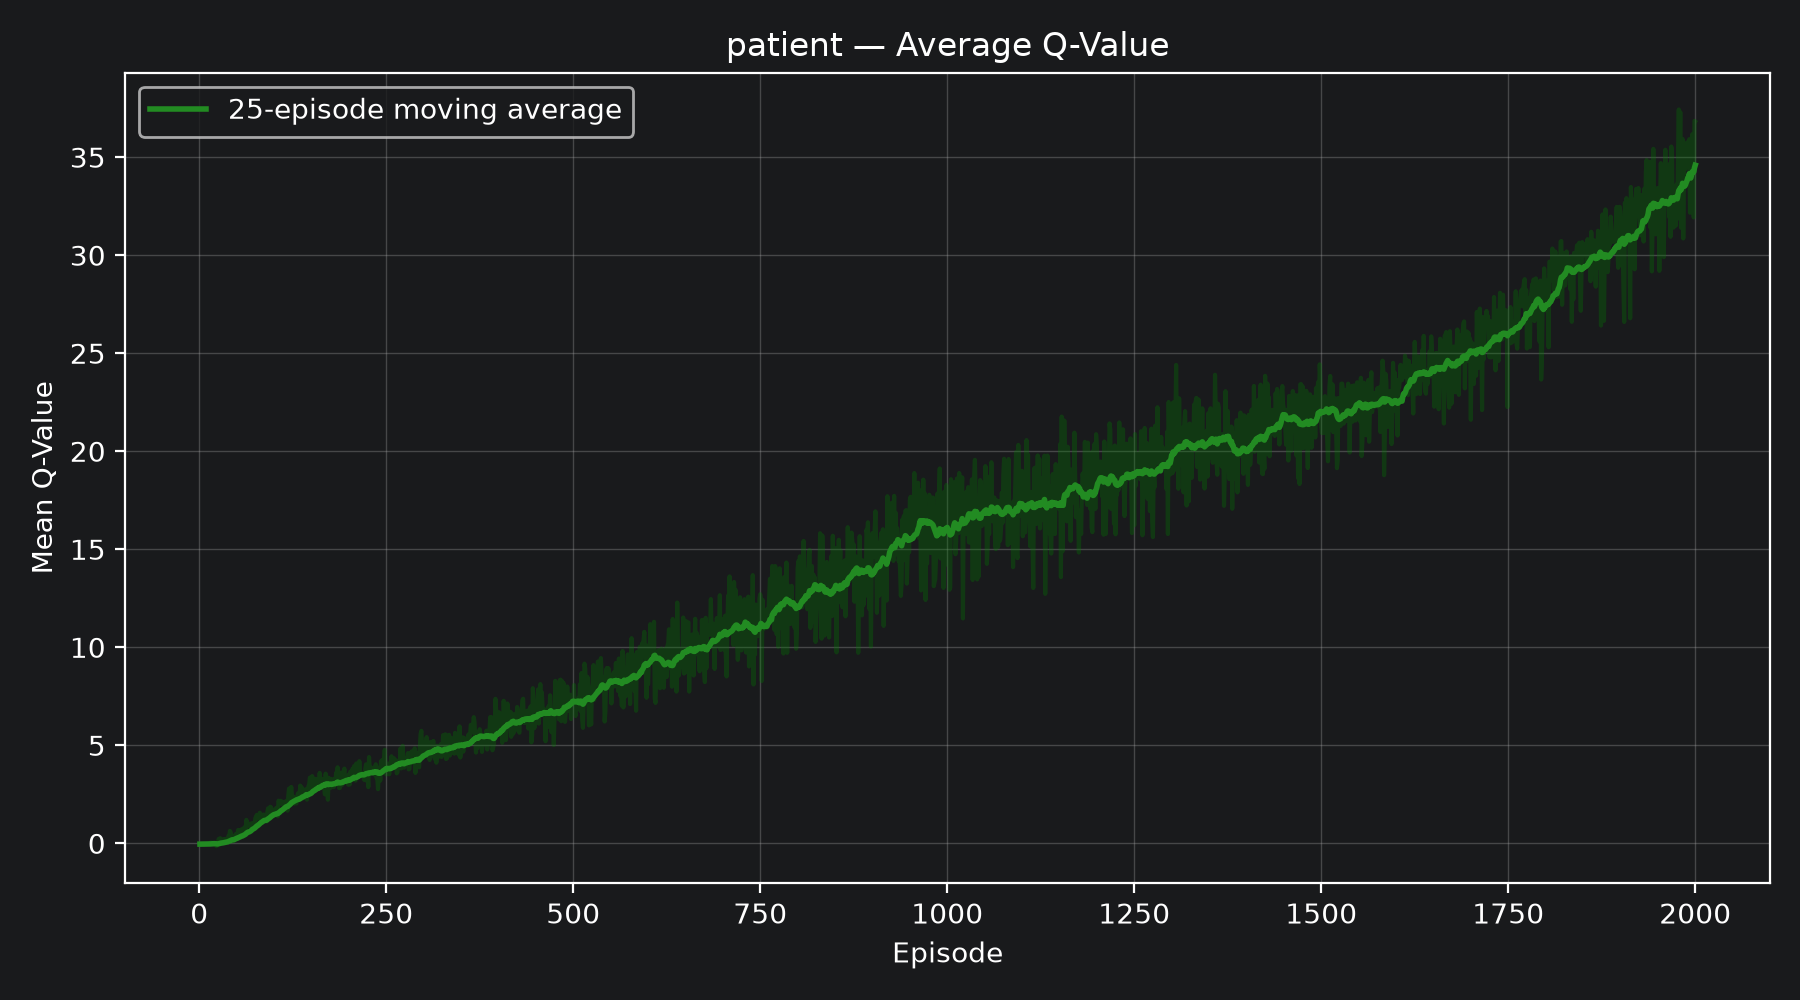 patient — Average Q-Value
25-episode moving average
35
30
25
20
15
10
5
0
Mean Q-Value
0 250 500 750 1000 1250 1500 1750 2000
Episode